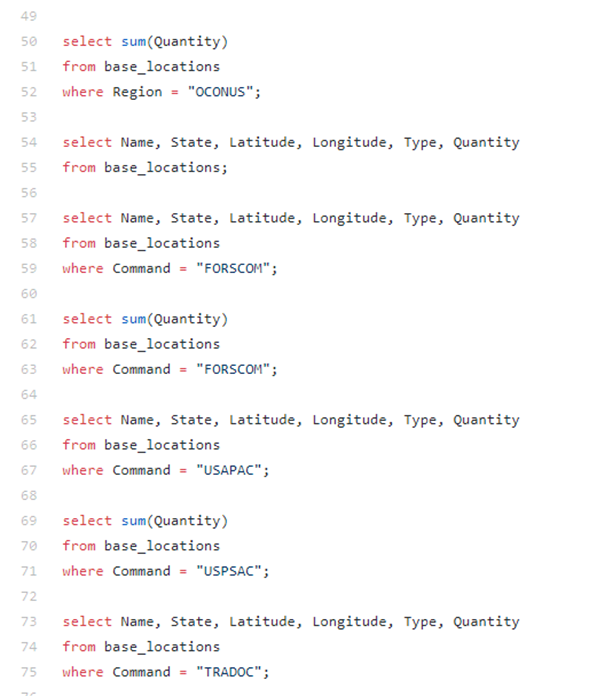 49
50 select sum(Quantity)
51 from base_locations
52 where Region = "OCONUS";
53
54 select Name, State, Latitude, Longitude, Type, Quantity
55 from base_locations;
56
57 select Name, State, Latitude, Longitude, Type, Quantity
58 from base_locations
59 where Command = "FORSCOM";
60
61 select sum(Quantity)
62 from base_locations
63 where Command = "FORSCOM";
64
65 select Name, State, Latitude, Longitude, Type, Quantity
66 from base_locations
67 where Command = "USAPAC";
68
69 select sum(Quantity)
70 from base_locations
71 where Command = "USPSAC";
72
73 select Name, State, Latitude, Longitude, Type, Quantity
74 from base_locations
75 where Command = "TRADOC";
76